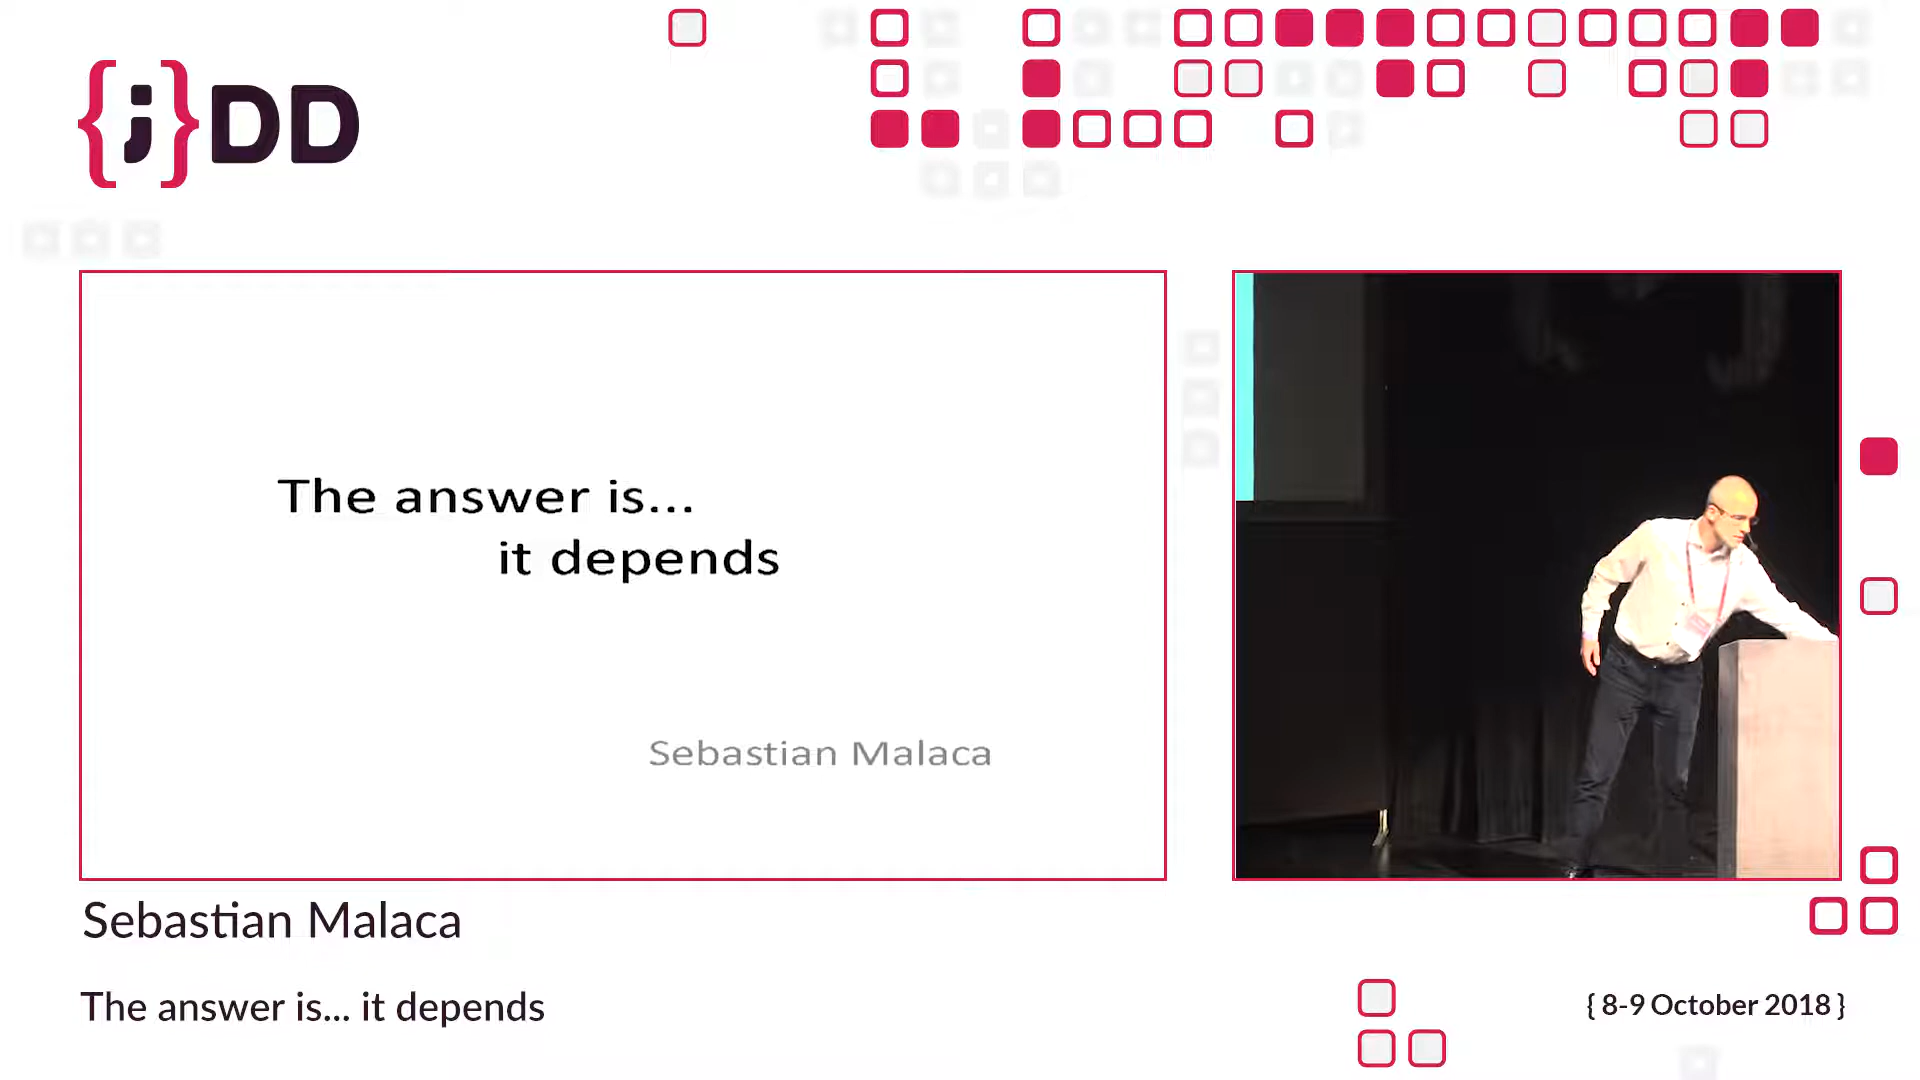 {;}DD
The answer is...
it depends
Sebastian Malaca
Sebastian Malaca
The answer is... it depends
{ 8-9 October 2018 }